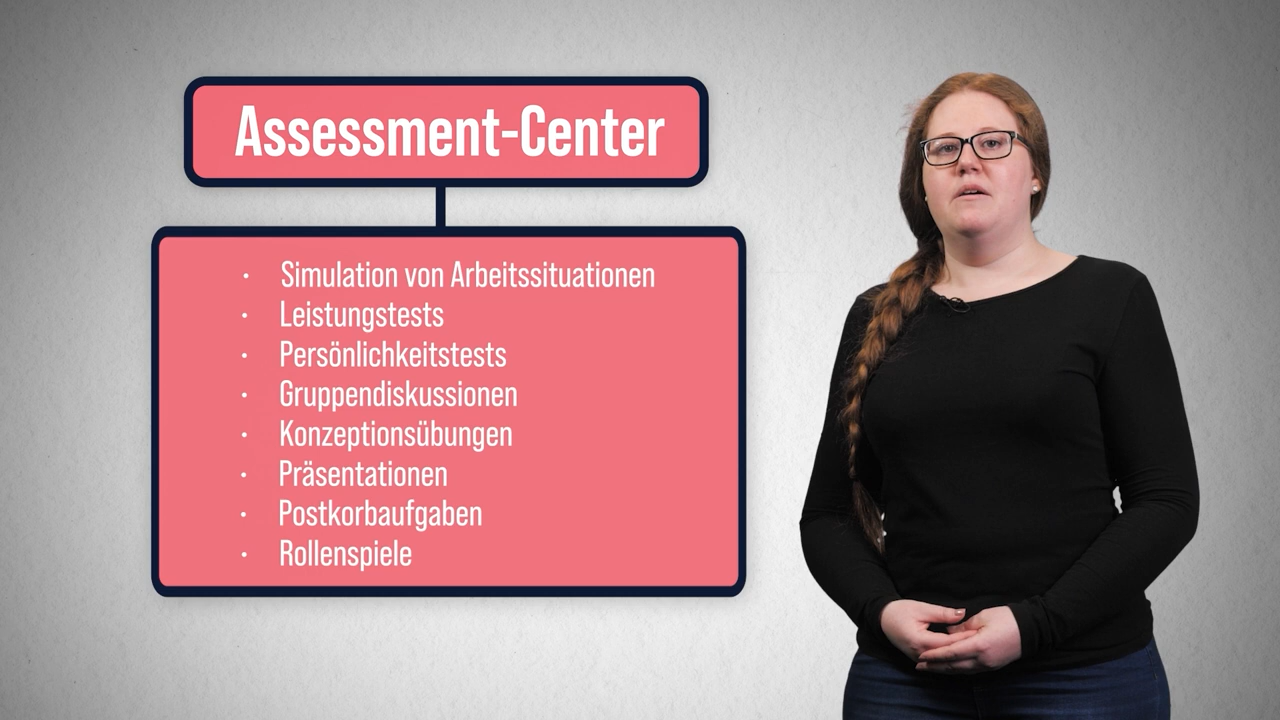 Assessment-Center
· Simulation von Arbeitssituationen
· Leistungstests
· Persönlichkeitstests
· Gruppendiskussionen
· Konzeptionsübungen
· Präsentationen
· Postkorbaufgaben
· Rollenspiele